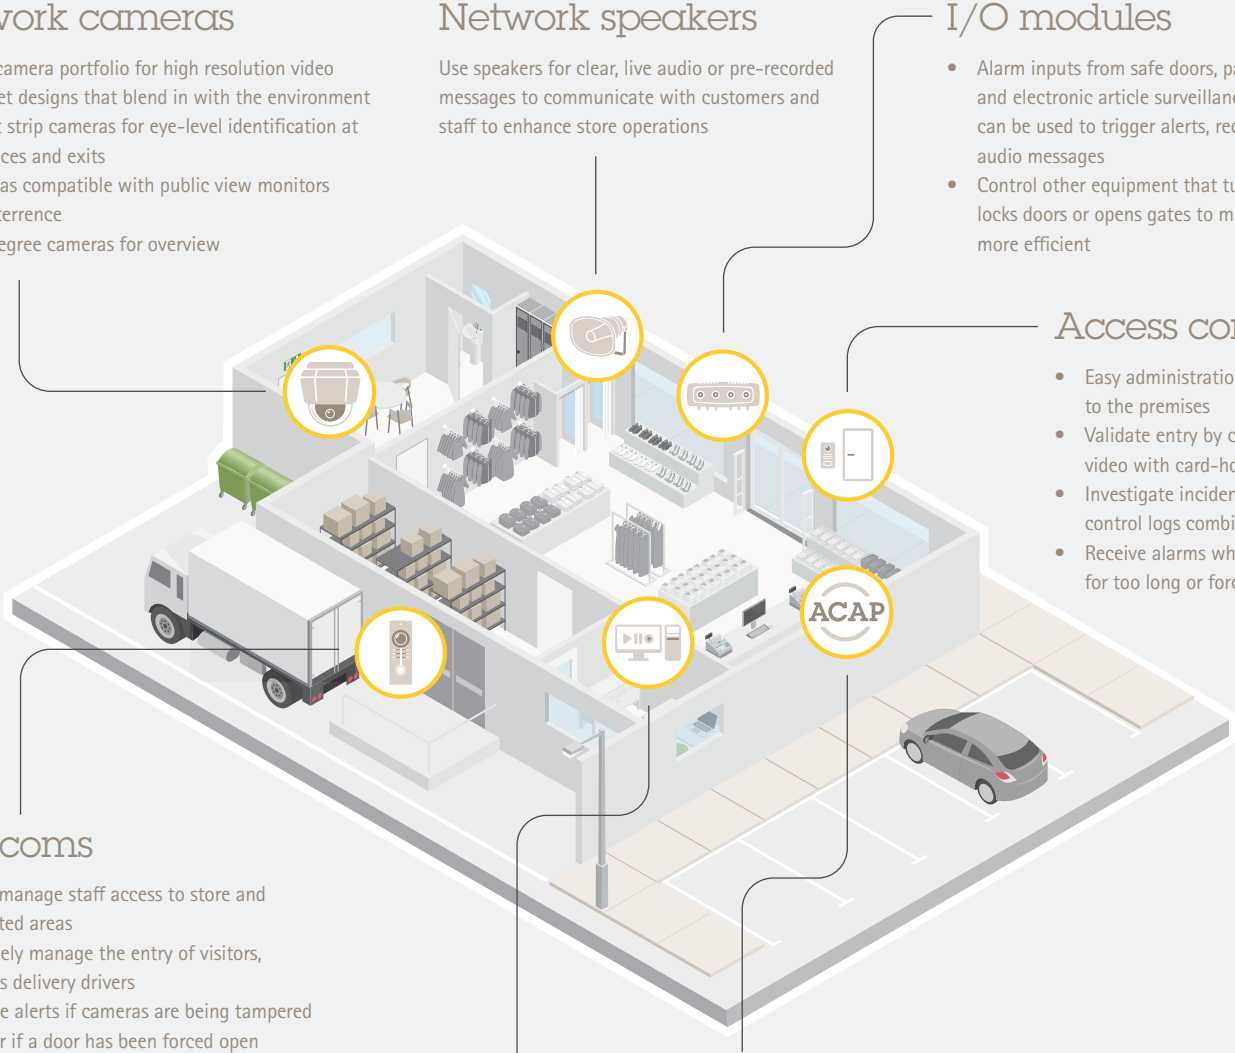 work cameras
camera portfolio for high resolution video
et designs that blend in with the environment
t strip cameras for eye-level identification at
ces and exits
as compatible with public view monitors
terrence
egree cameras for overview
Network speakers
Use speakers for clear, live audio or pre-recorded
messages to communicate with customers and
staff to enhance store operations
I/O modules
• Alarm inputs from safe doors, pa
and electronic article surveillanc
can be used to trigger alerts, rec
audio messages
• Control other equipment that tu
locks doors or opens gates to m
more efficient
Access cor
• Easy administratio
to the premises
• Validate entry by c
video with card-ho
• Investigate inciden
control logs combi
• Receive alarms wh
for too long or forc
ACAP
coms
manage staff access to store and
ted areas
ely manage the entry of visitors,
s delivery drivers
e alerts if cameras are being tampered
r if a door has been forced open